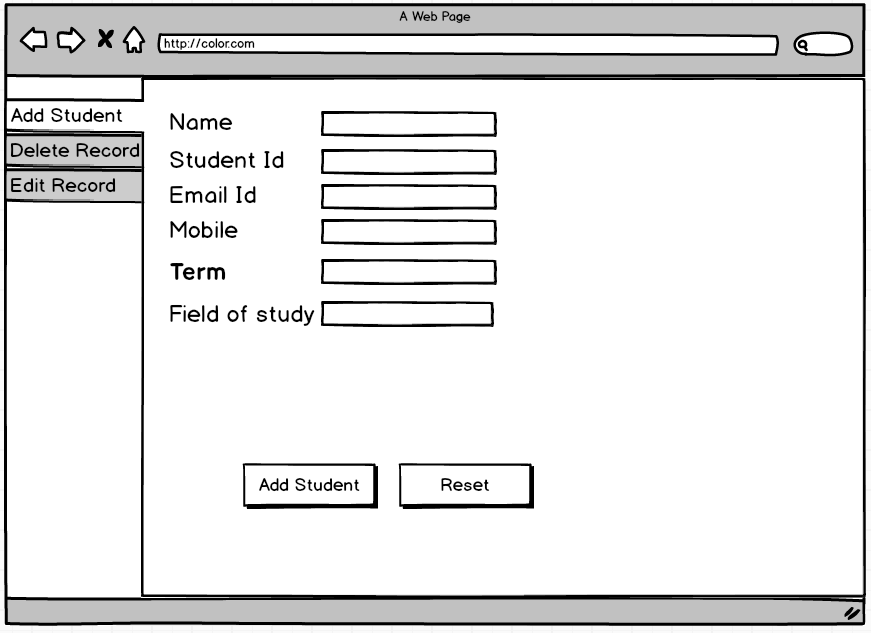 A Web Page
http://color.com
Add Student
Delete Record
Edit Record
Name
Student Id
Email Id
Mobile
Term
Field of study
Add Student
Reset